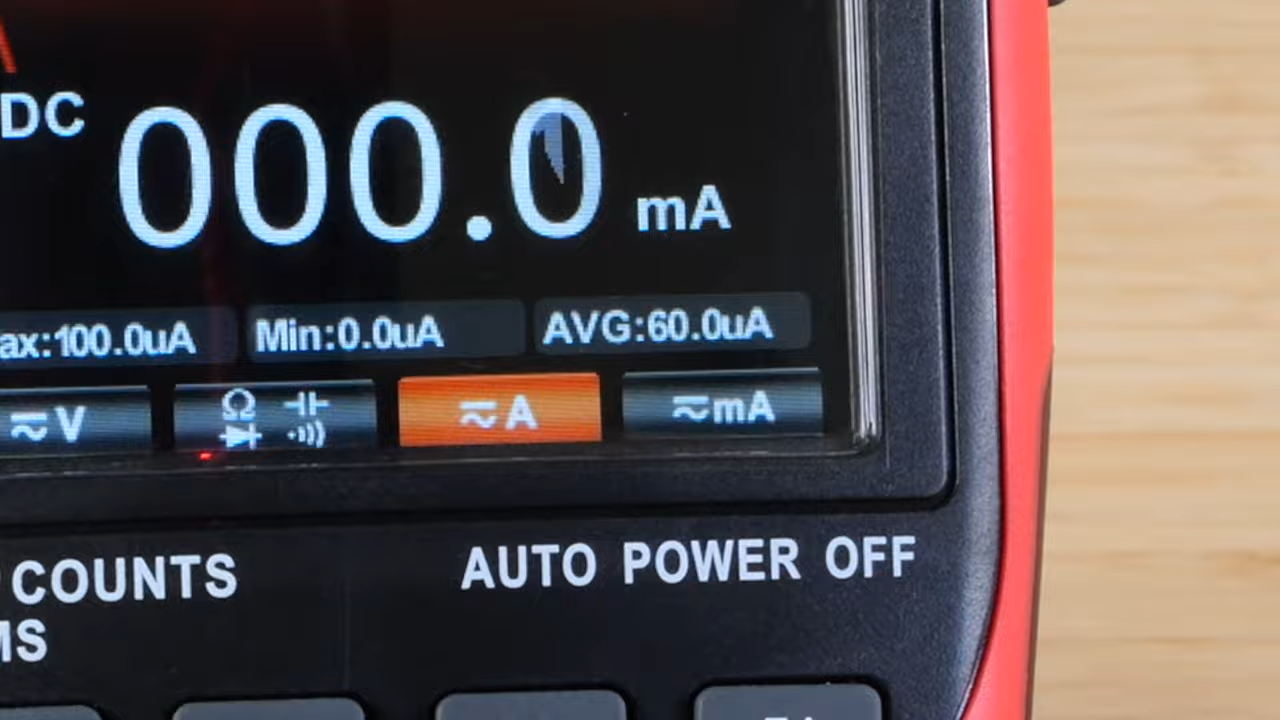 DC 000.0 mA
ax:100.0uA Min:0.0uA AVG:60.0uA
≂V Ω ≂A ≂mA
COUNTS AUTO POWER OFF
MS